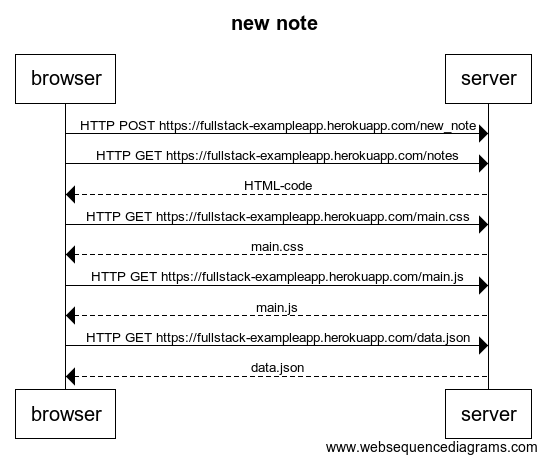 new note
browser
server
HTTP POST https://fullstack-exampleapp.herokuapp.com/new_note
HTTP GET https://fullstack-exampleapp.herokuapp.com/notes
HTML-code
HTTP GET https://fullstack-exampleapp.herokuapp.com/main.css
main.css
HTTP GET https://fullstack-exampleapp.herokuapp.com/main.js
main.js
HTTP GET https://fullstack-exampleapp.herokuapp.com/data.json
data.json
browser
server
www.websequencediagrams.com